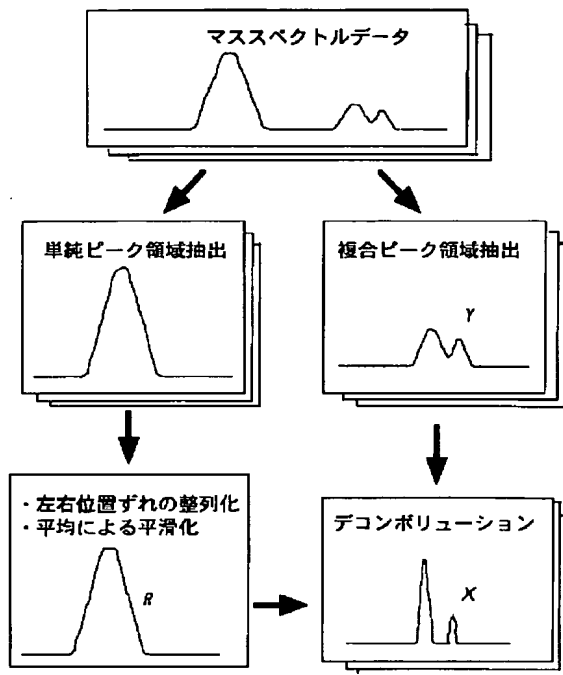 マススペクトルデータ
単純ピーク領域抽出
複合ピーク領域抽出
Y
・左右位置ずれの整列化
・平均による平滑化
R
デコンボリューション
X